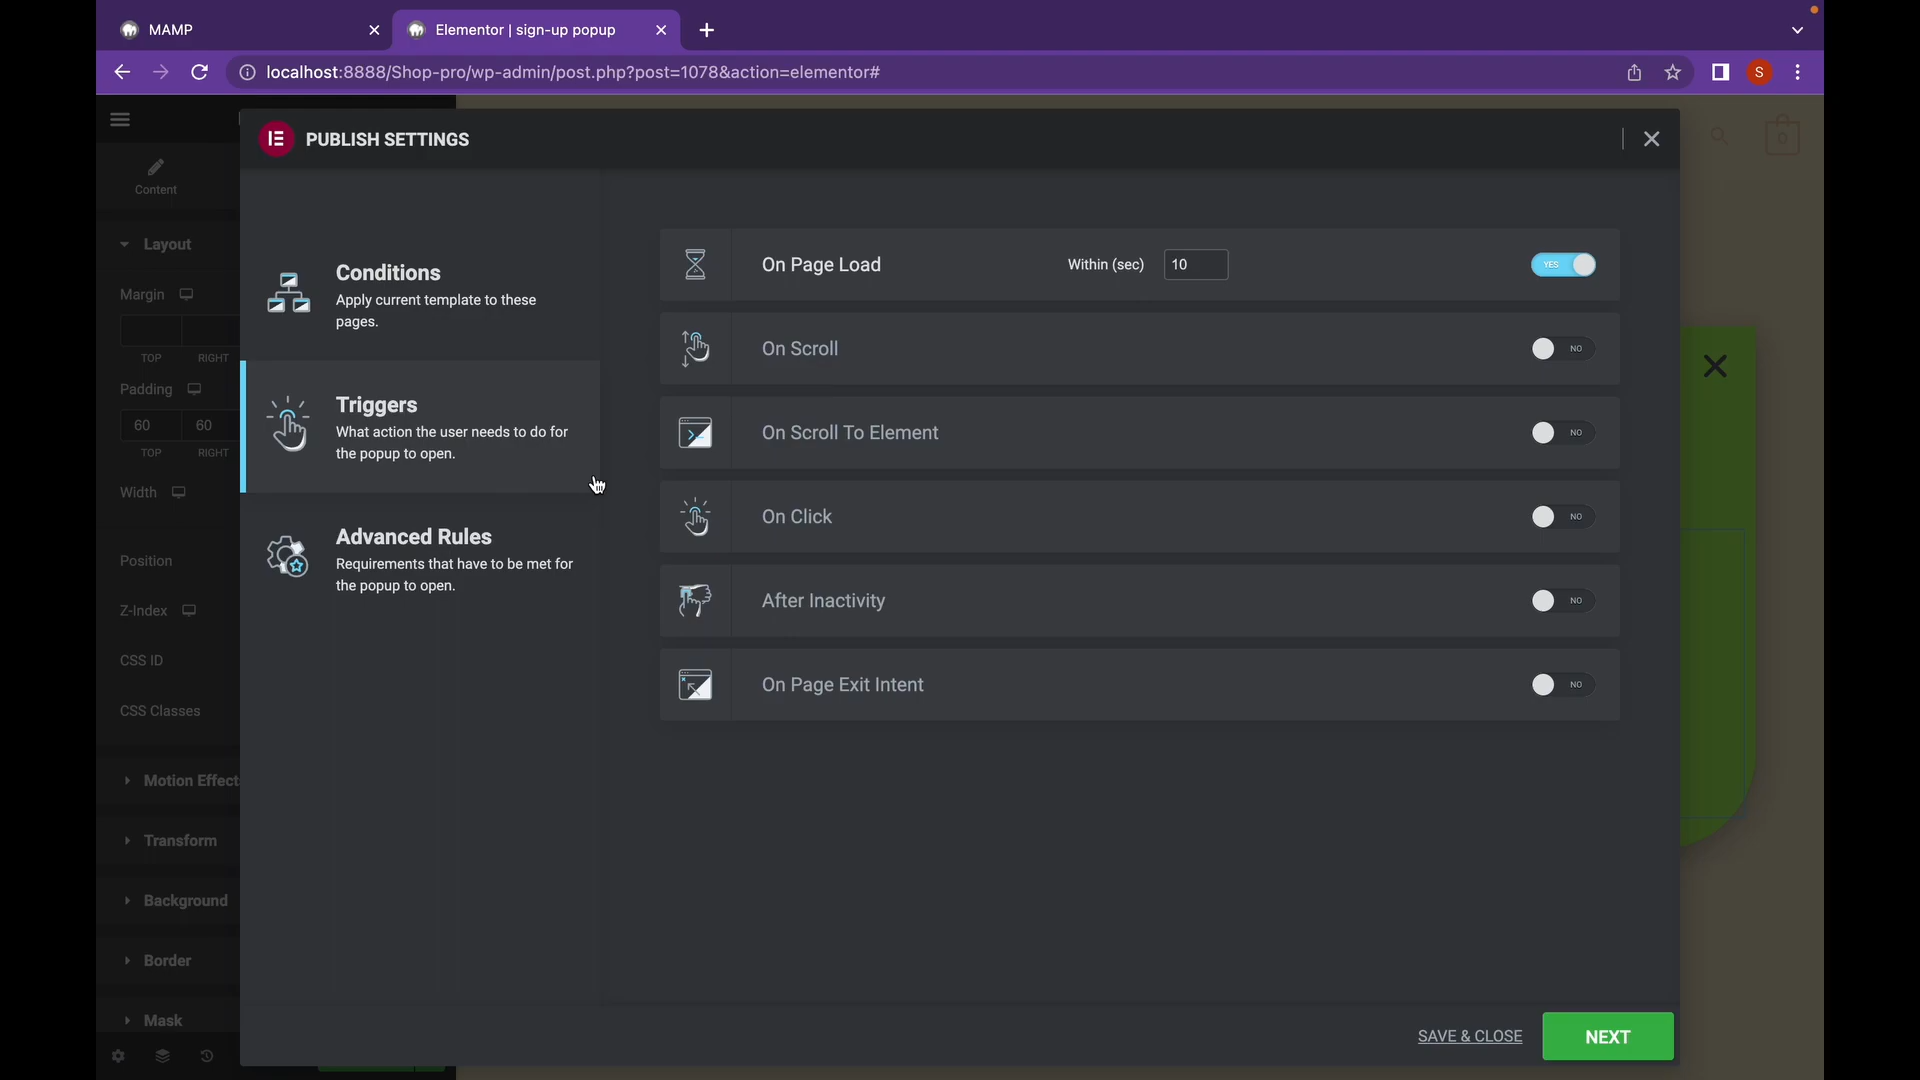 MAMP
Elementor | sign-up popup
localhost:8888/Shop-pro/wp-admin/post.php?post=1078&action=elementor#
S
PUBLISH SETTINGS
0
Content
Layout
Margin
TOP RIGHT
Padding
60 60
TOP RIGHT
Width
Position
Z-Index
CSS ID
CSS Classes
Motion Effect
Transform
Background
Border
Mask
Conditions
Apply current template to these
pages.
Triggers
What action the user needs to do for
the popup to open.
Advanced Rules
Requirements that have to be met for
the popup to open.
On Page Load Within (sec) 10 YES
On Scroll NO
On Scroll To Element NO
On Click NO
After Inactivity NO
On Page Exit Intent NO
SAVE & CLOSE NEXT